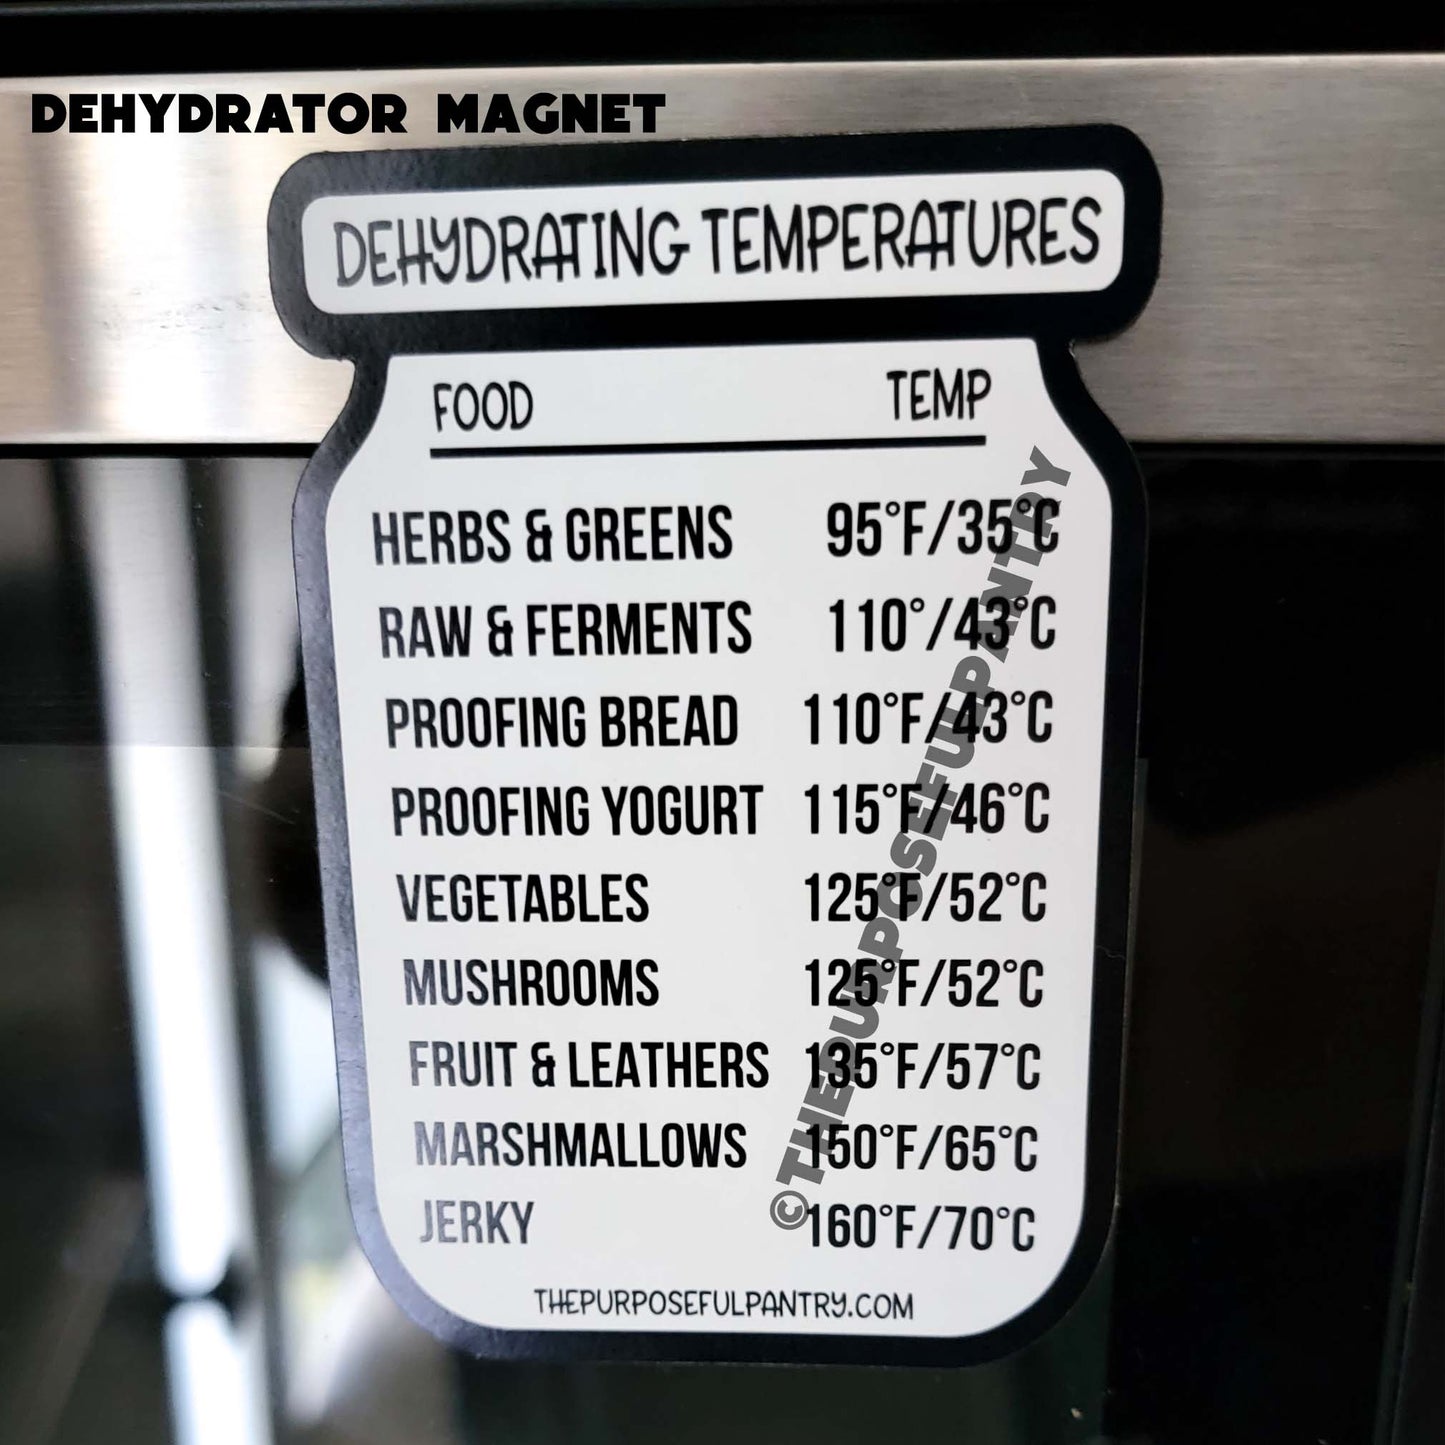 DEHYDRATOR MAGNET
DEHYDRATING TEMPERATURES
FOOD TEMP
HERBS & GREENS 95°F/35°C
RAW & FERMENTS 110°/43°C
PROOFING BREAD 110°F/43°C
PROOFING YOGURT 115°F/46°C
VEGETABLES 125°F/52°C
MUSHROOMS 125°F/52°C
FRUIT & LEATHERS 135°F/57°C
MARSHMALLOWS 150°F/65°C
JERKY 160°F/70°C
THEPURPOSEFULPANTRY.COM
©THEPURPOSEFULPANTRY